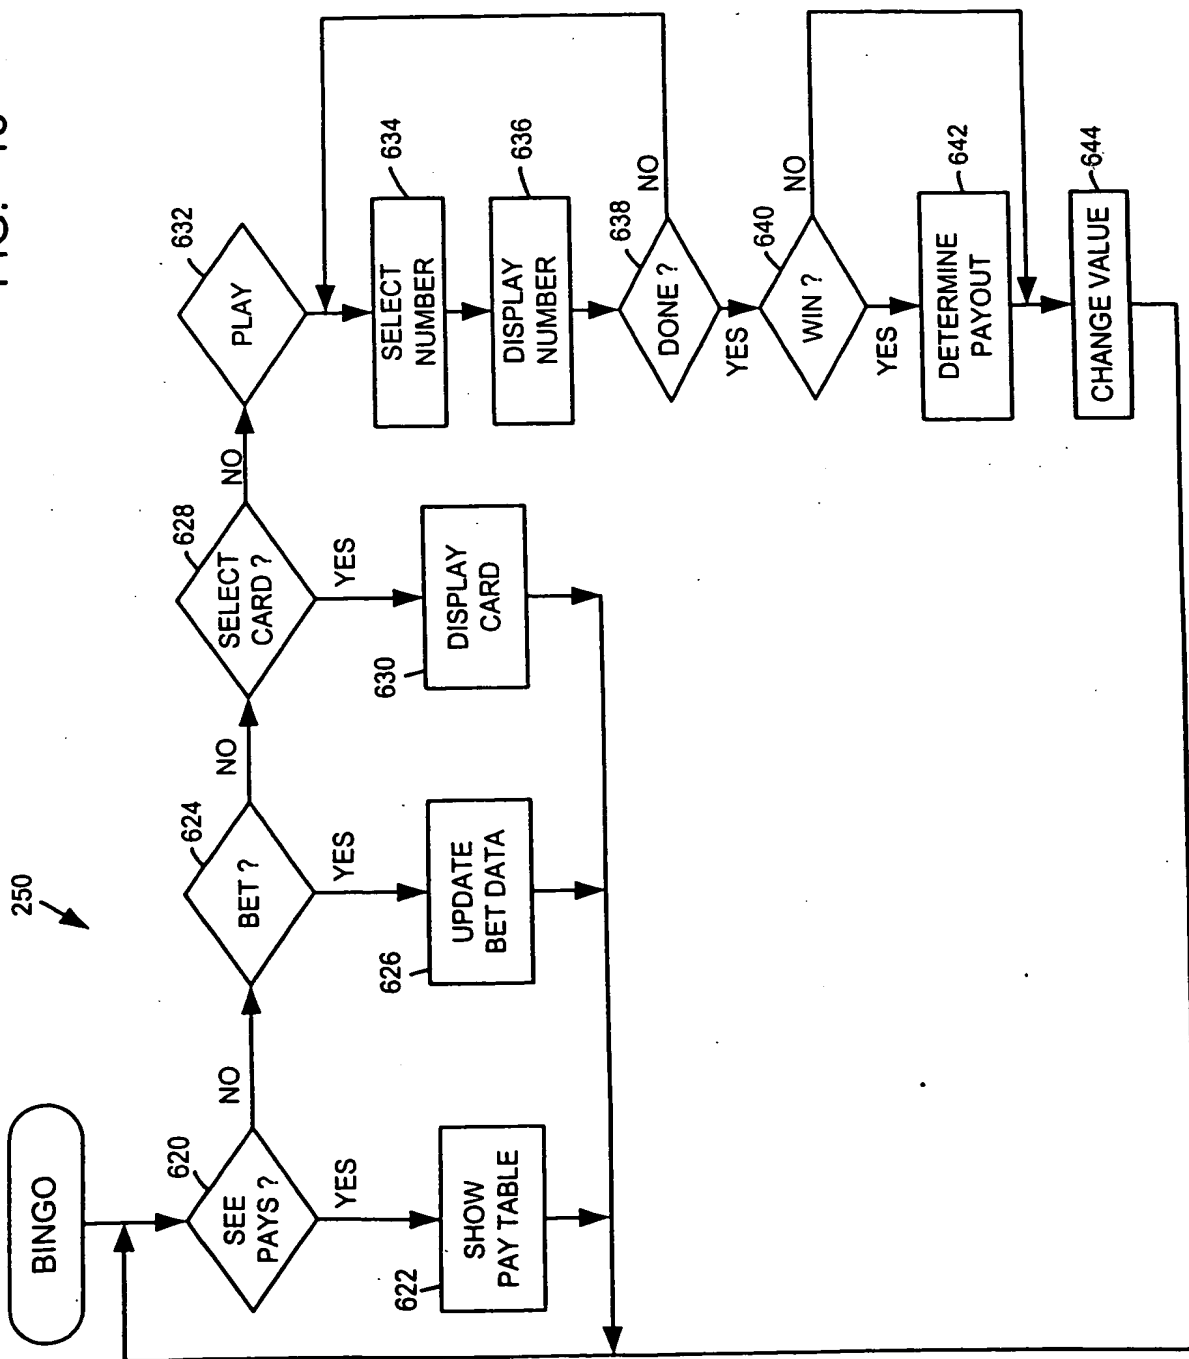 250
BINGO
SEE
PAYS ?
620
NO
YES
SHOW
PAY TABLE
622
BET ?
624
NO
YES
UPDATE
BET DATA
626
SELECT
CARD ?
628
NO
YES
DISPLAY
CARD
630
PLAY
632
SELECT
NUMBER
634
DISPLAY
NUMBER
636
DONE ?
638
NO
YES
WIN ?
640
NO
YES
DETERMINE
PAYOUT
642
CHANGE VALUE
644